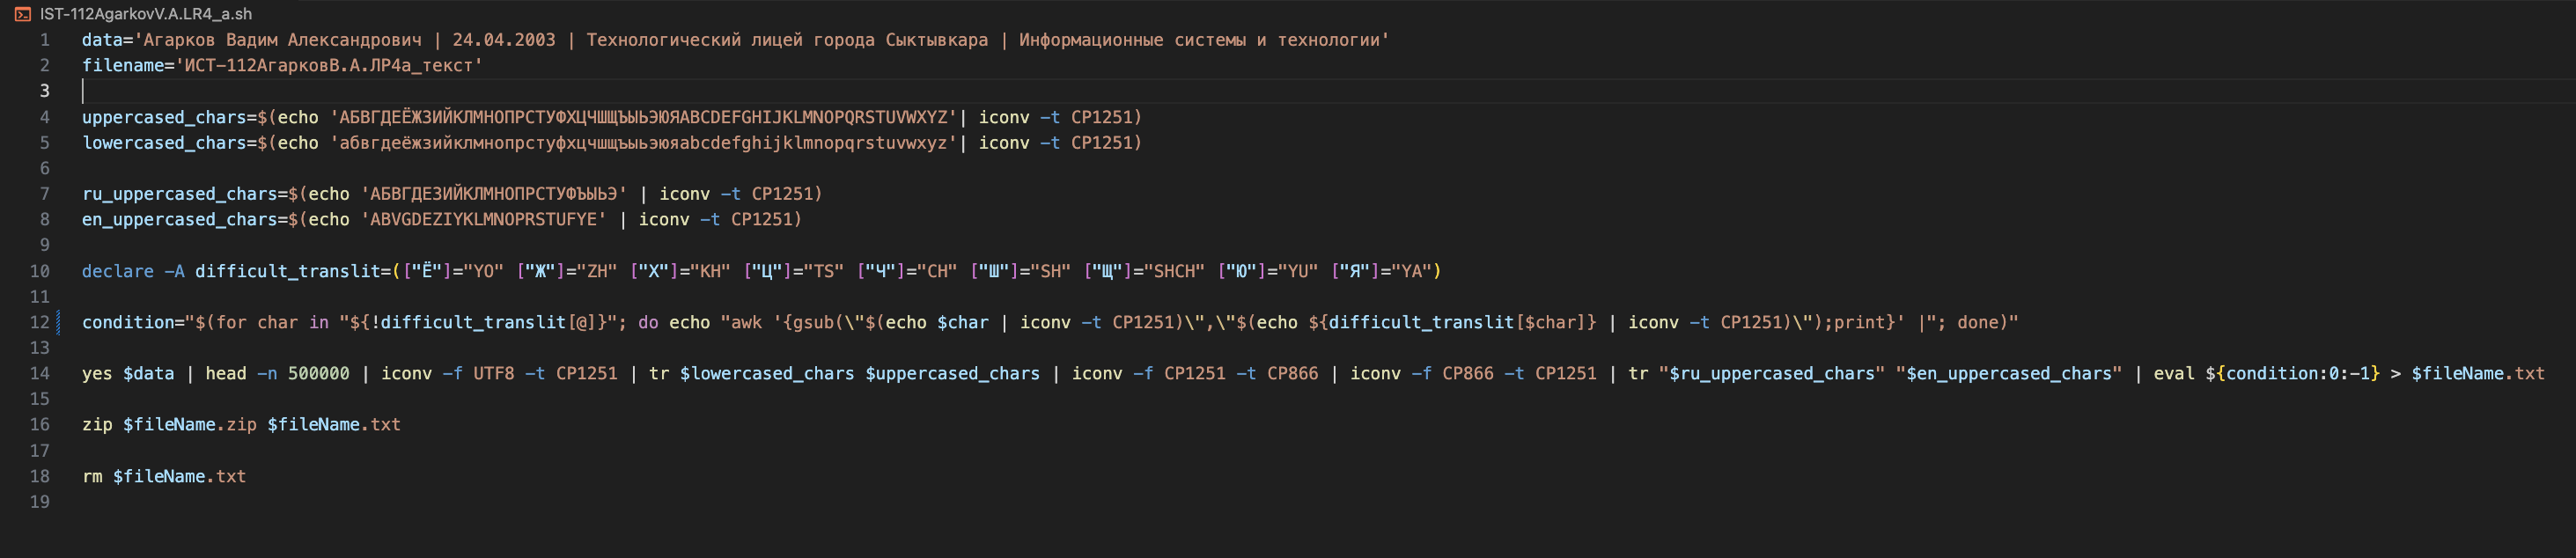 IST-112AgarkovV.A.LR4_a.sh
1 data='Агарков Вадим Александрович | 24.04.2003 | Технологический лицей города Сыктывкара | Информационные системы и технологии'
2 filename='ИСТ-112АгарковВ.А.ЛР4а_текст'
3
4 uppercased_chars=$(echo 'АБВГДЕЁЖЗИЙКЛМНОПРСТУФХЦЧШЩЪЫЬЭЮЯABCDEFGHIJKLMNOPQRSTUVWXYZ'| iconv -t CP1251)
5 lowercased_chars=$(echo 'абвгдеёжзийклмнопрстуфхцчшщъыьэюяabcdefghijklmnopqrstuvwxyz'| iconv -t CP1251)
6
7 ru_uppercased_chars=$(echo 'АБВГДЕЗИЙКЛМНОПРСТУФЪЫЬЭ' | iconv -t CP1251)
8 en_uppercased_chars=$(echo 'ABVGDEZIYKLMNOPRSTUFYE' | iconv -t CP1251)
9
10 declare -A difficult_translit=(["Ё"]="YO" ["Ж"]="ZH" ["Х"]="KH" ["Ц"]="TS" ["Ч"]="CH" ["Ш"]="SH" ["Щ"]="SHCH" ["Ю"]="YU" ["Я"]="YA")
11
12 condition="$(for char in "${!difficult_translit[@]}"; do echo "awk '{gsub(\"$(echo $char | iconv -t CP1251)\",\"$(echo ${difficult_translit[$char]} | iconv -t CP1251)\");print}' |"; done)"
13
14 yes $data | head -n 500000 | iconv -f UTF8 -t CP1251 | tr $lowercased_chars $uppercased_chars | iconv -f CP1251 -t CP866 | iconv -f CP866 -t CP1251 | tr "$ru_uppercased_chars" "$en_uppercased_chars" | eval ${condition:0:-1} > $fileName.txt
15
16 zip $fileName.zip $fileName.txt
17
18 rm $fileName.txt
19